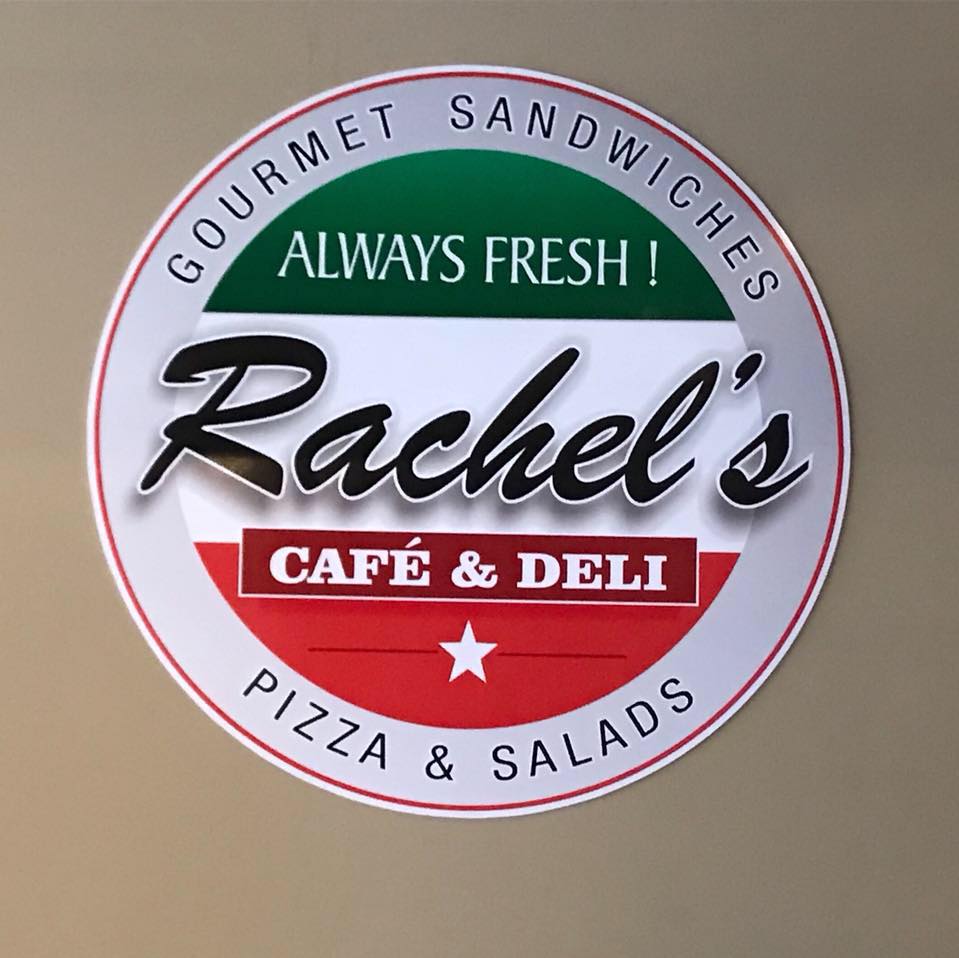 GOURMET SANDWICHES
ALWAYS FRESH !
Rachel's
CAFÉ & DELI
PIZZA & SALADS